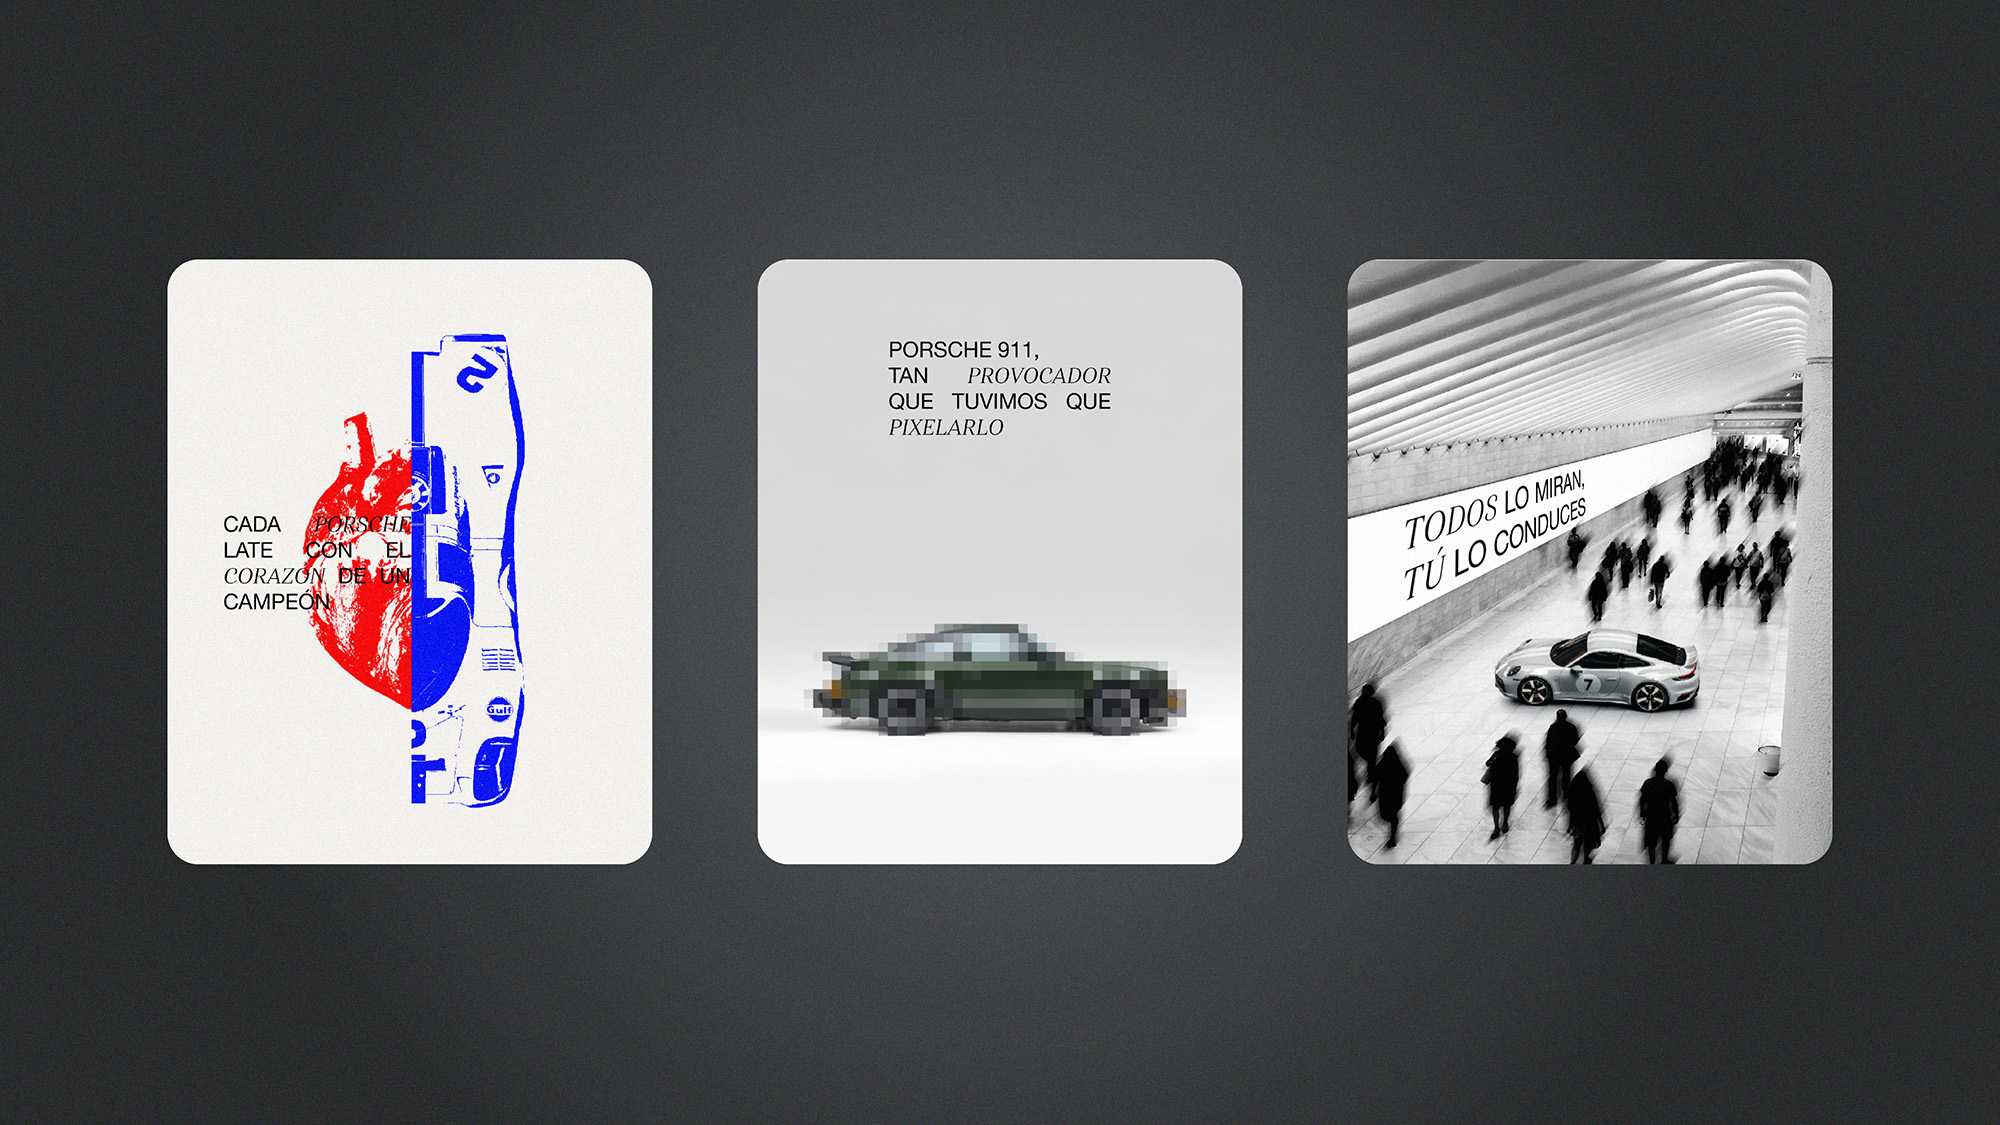 CADA PORSCHE
LATE CON EL
CORAZÓN DE UN
CAMPEÓN
2
Gulf
PORSCHE 911,
TAN PROVOCADOR
QUE TUVIMOS QUE
PIXELARLO
TODOS LO MIRAN,
TÚ LO CONDUCES
7